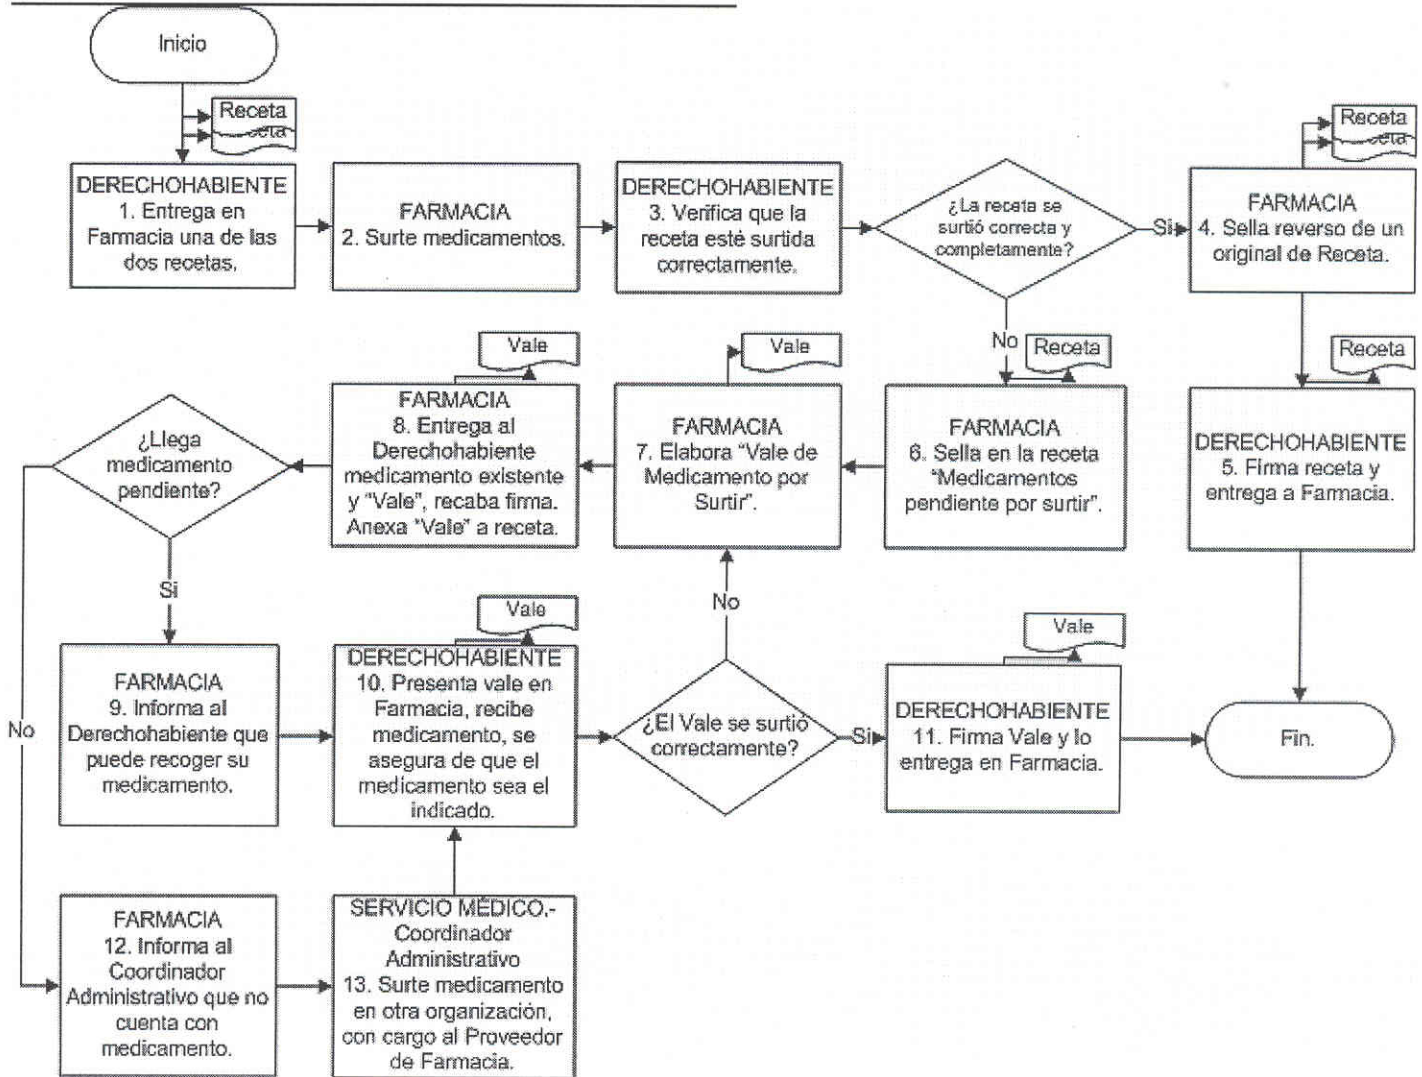 Inicio
Receta
DERECHOHABIENTE
1. Entrega en
Farmacia una de las
dos recetas.
FARMACIA
2. Surte medicamentos.
DERECHOHABIENTE
3. Verifica que la
receta esté surtida
correctamente.
¿La receta se
surtió correcta y
completamente?
Si
Receta
FARMACIA
4. Sella reverso de un
original de Receta.
No
Receta
Receta
DERECHOHABIENTE
5. Firma receta y
entrega a Farmacia.
FARMACIA
6. Sella en la receta
"Medicamentos
pendiente por surtir".
Vale
FARMACIA
7. Elabora "Vale de
Medicamento por
Surtir".
Vale
FARMACIA
8. Entrega al
Derechohabiente
medicamento existente
y "Vale", recaba firma.
Anexa "Vale" a receta.
¿Llega
medicamento
pendiente?
Si
No
FARMACIA
9. Informa al
Derechohabiente que
puede recoger su
medicamento.
Vale
DERECHOHABIENTE
10. Presenta vale en
Farmacia, recibe
medicamento, se
asegura de que el
medicamento sea el
indicado.
No
¿El Vale se surtió
correctamente?
Si
Vale
DERECHOHABIENTE
11. Firma Vale y lo
entrega en Farmacia.
Fin.
FARMACIA
12. Informa al
Coordinador
Administrativo que no
cuenta con
medicamento.
SERVICIO MÉDICO.-
Coordinador
Administrativo
13. Surte medicamento
en otra organización,
con cargo al Proveedor
de Farmacia.